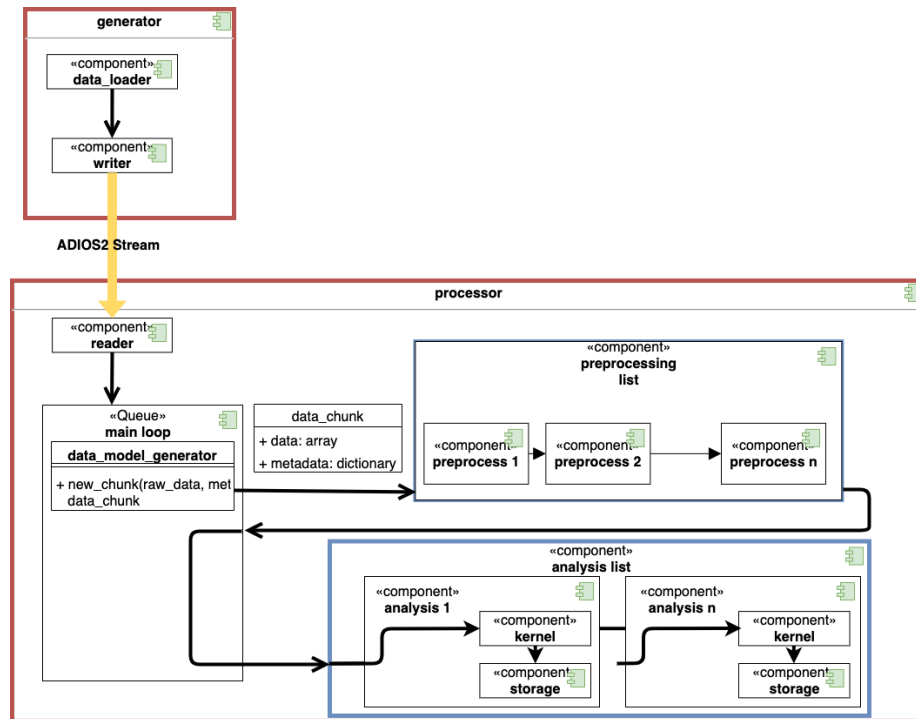 generator
«component»
data_loader
«component»
writer
ADIOS2 Stream
processor
«component»
reader
«Queue»
main loop
data_model_generator
+ new_chunk(raw_data, met
data_chunk
data_chunk
+ data: array
+ metadata: dictionary
«component»
preprocessing
list
«component»
preprocess 1
«component»
preprocess 2
«component»
preprocess n
«component»
analysis list
«component»
analysis 1
«component»
kernel
«component»
storage
«component»
analysis n
«component»
kernel
«component»
storage